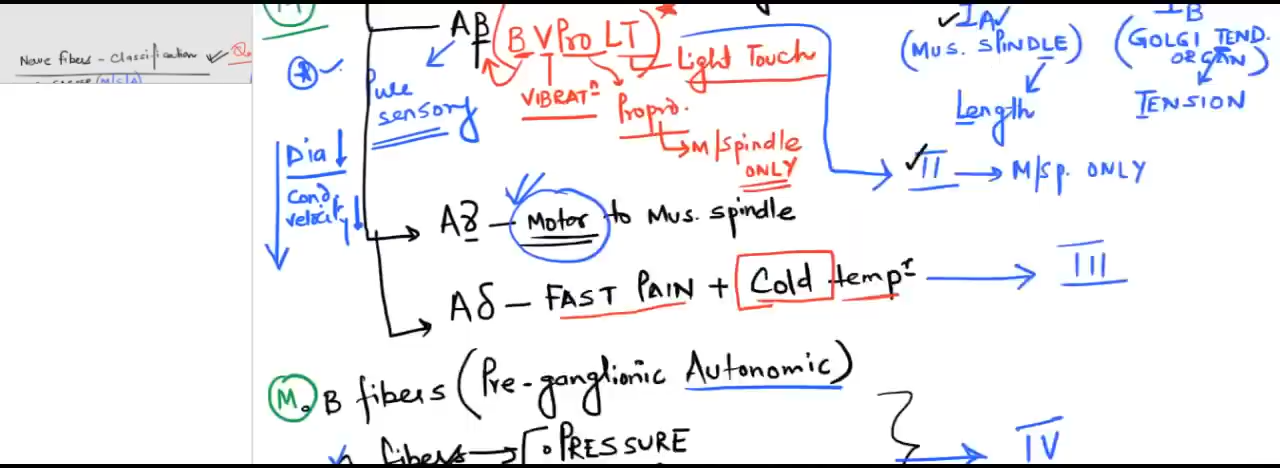 M
Nerve fibers - Classification
Aβ (B V Pro LT)
Light Touch
VIBRATⁿ
Propio.
M/spindle
ONLY
Pure
sensory
IA
(MUS. SPINDLE)
Length
IB
(GOLGI TEND.
ORGAN)
TENSION
II → M/SP. ONLY
Dia ↓
Condⁿ
velocity ↓
Aγ - Motor to Mus. spindle
Aδ - FAST PAIN + Cold tempʳ → III
M. B fibers (Pre-ganglionic Autonomic)
fibers → PRESSURE
IV